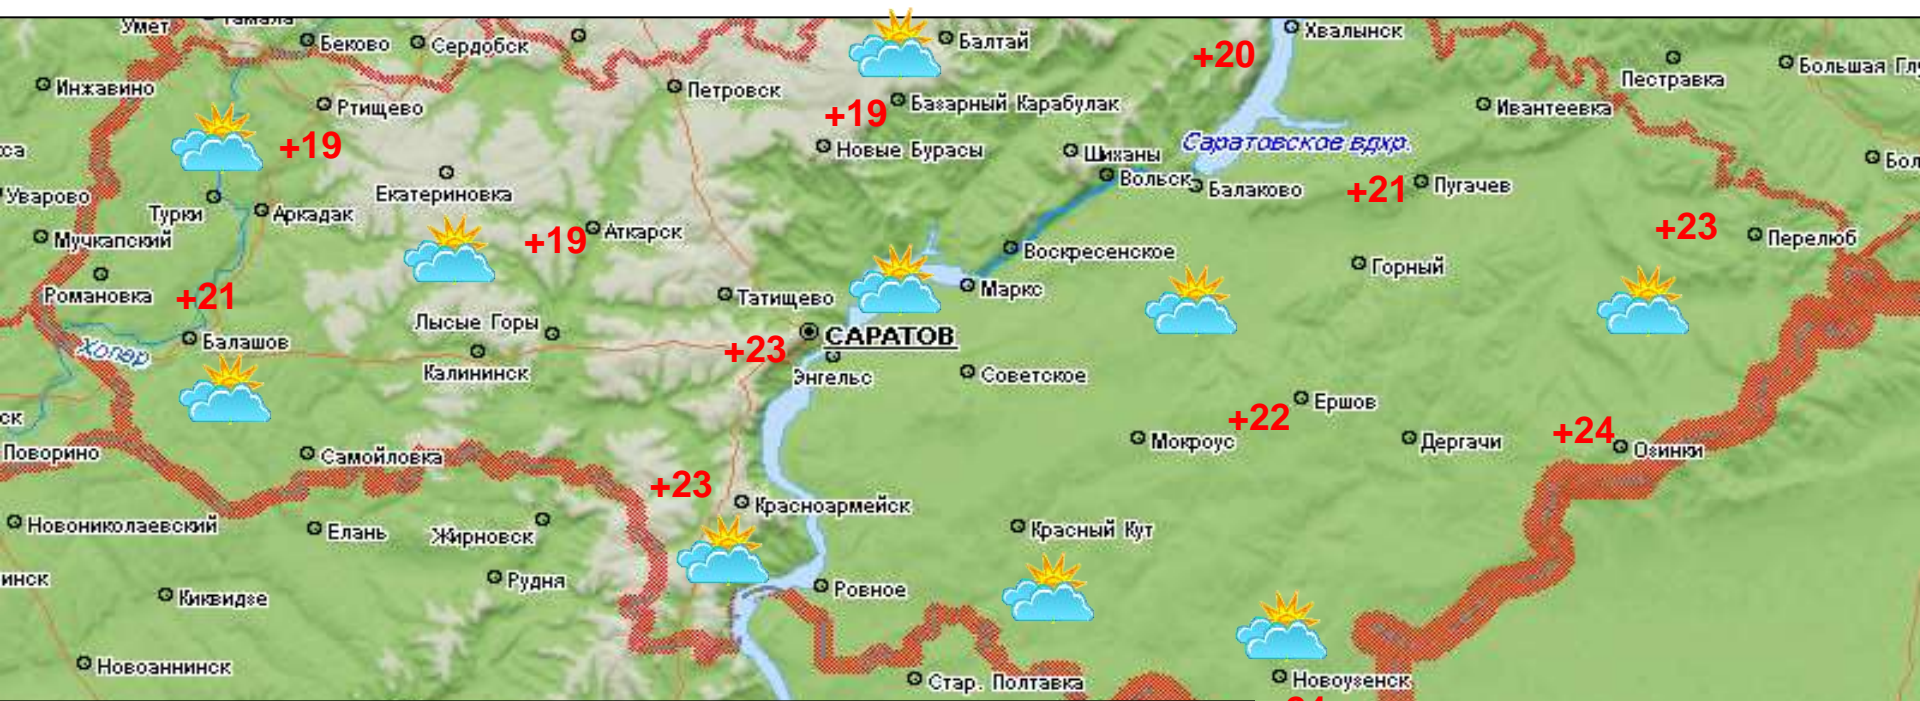 Умет
Тамала
Беково
Сердобск
Балтай
+20
Хвалынск
Пестравка
Большая
Инжавино
Ртищево
Петровск
+19
Базарный Карабулак
Ивантеевка
+19
Новые Бурасы
Шиханы
Саратовское вдхр.
Уварово
Екатериновка
Вольск
Балаково
+21
Пугачев
Турки
Аркадак
+19
Аткарск
+23
Перелюб
Мучкапский
Воскресенское
Горный
Романовка
+21
Татищево
Маркс
Лысые Горы
САРАТОВ
Хопер
Балашов
+23
Калининск
Энгельс
Советское
+22
Ершов
Поворино
Самойловка
Мокроус
Дергачи
+24
Озинки
+23
Красноармейск
Новониколаевский
Елань
Жирновск
Красный Кут
Рудня
Киквидзе
Ровное
Новоаннинск
Стар. Полтавка
Новоузенск